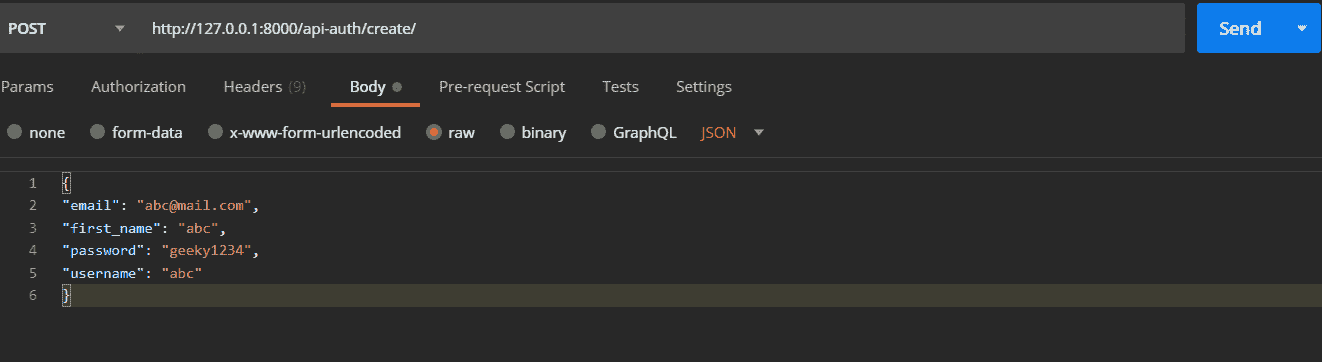 POST http://127.0.0.1:8000/api-auth/create/ Send
Params Authorization Headers (9) Body Pre-request Script Tests Settings
none form-data x-www-form-urlencoded raw binary GraphQL JSON
1 {
2 "email": "abc@mail.com",
3 "first_name": "abc",
4 "password": "geeky1234",
5 "username": "abc"
6 }